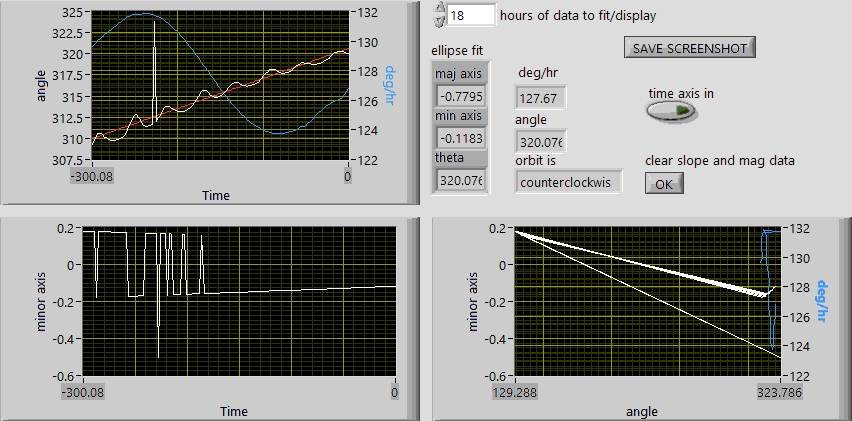 325
322.5
320
317.5
315
312.5
310
307.5
angle
132
130
128
126
124
122
deg/hr
-300.08
0
Time
18 hours of data to fit/display
SAVE SCREENSHOT
ellipse fit
maj axis
-0.7795
min axis
-0.1183
theta
320.076
deg/hr
127.67
angle
320.076
orbit is
counterclockwis
time axis in
clear slope and mag data
OK
0.2
0
-0.2
-0.4
-0.6
minor axis
-300.08
0
Time
0.2
0
-0.2
-0.4
-0.6
minor axis
132
130
128
126
124
122
deg/hr
129.288
323.786
angle